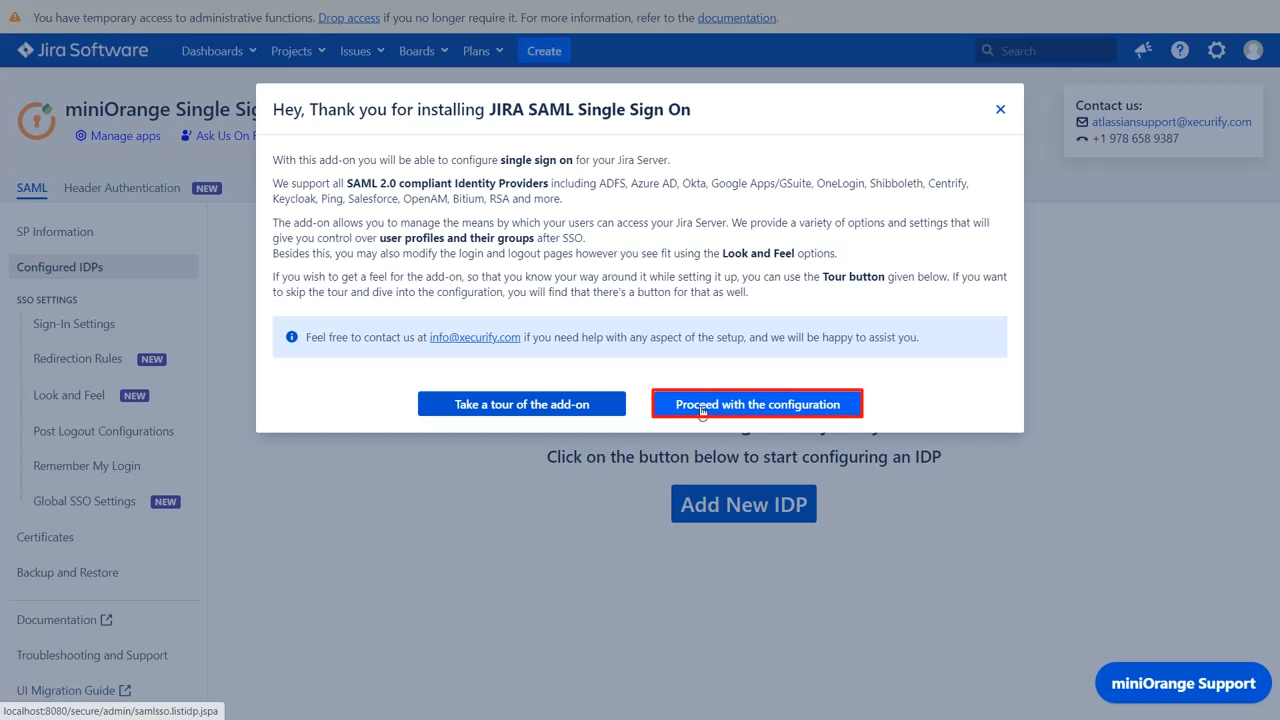 You have temporary access to administrative functions. Drop access if you no longer require it. For more information, refer to the documentation.
Jira Software
Dashboards
Projects
Issues
Boards
Plans
Create
Search
miniOrange Single Sig
Manage apps
Ask Us On F
Contact us:
atlassiansupport@xecurify.com
+1 978 658 9387
SAML
Header Authentication
NEW
SP Information
Configured IDPs
SSO SETTINGS
Sign-In Settings
Redirection Rules
NEW
Look and Feel
NEW
Post Logout Configurations
Remember My Login
Global SSO Settings
NEW
Certificates
Backup and Restore
Documentation
Troubleshooting and Support
UI Migration Guide
localhost:8080/secure/admin/samlsso.listidp.jspa
Hey, Thank you for installing JIRA SAML Single Sign On
With this add-on you will be able to configure single sign on for your Jira Server.
We support all SAML 2.0 compliant Identity Providers including ADFS, Azure AD, Okta, Google Apps/GSuite, OneLogin, Shibboleth, Centrify,
Keycloak, Ping, Salesforce, OpenAM, Bitium, RSA and more.
The add-on allows you to manage the means by which your users can access your Jira Server. We provide a variety of options and settings that will
give you control over user profiles and their groups after SSO.
Besides this, you may also modify the login and logout pages however you see fit using the Look and Feel options.
If you wish to get a feel for the add-on, so that you know your way around it while setting it up, you can use the Tour button given below. If you want
to skip the tour and dive into the configuration, you will find that there's a button for that as well.
Feel free to contact us at info@xecurify.com if you need help with any aspect of the setup, and we will be happy to assist you.
Take a tour of the add-on
Proceed with the configuration
Click on the button below to start configuring an IDP
Add New IDP
miniOrange Support